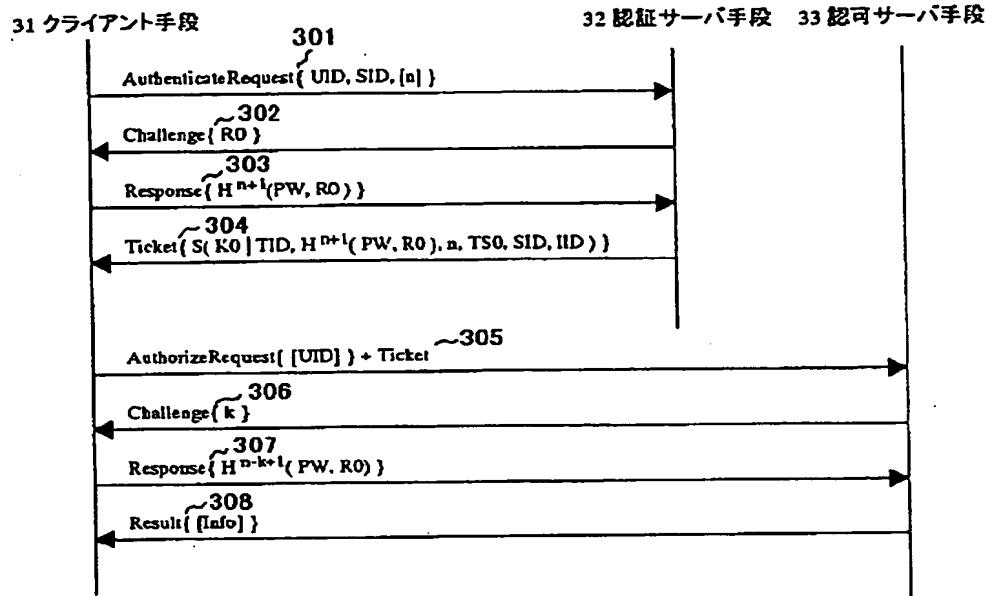 31 クライアント手段
32 認証サーバ手段
33 認可サーバ手段
301
AuthenticateRequest{ UID, SID, [n] }
302
Challenge{ R0 }
303
Response{ H^n+1(PW, R0) }
304
Ticket{ S( K0 | TID, H^n+1( PW, R0 ), n, TS0, SID, IID ) }
305
AuthorizeRequest{ [UID] } + Ticket
306
Challenge{ k }
307
Response{ H^n-k+1( PW, R0) }
308
Result{ [Info] }